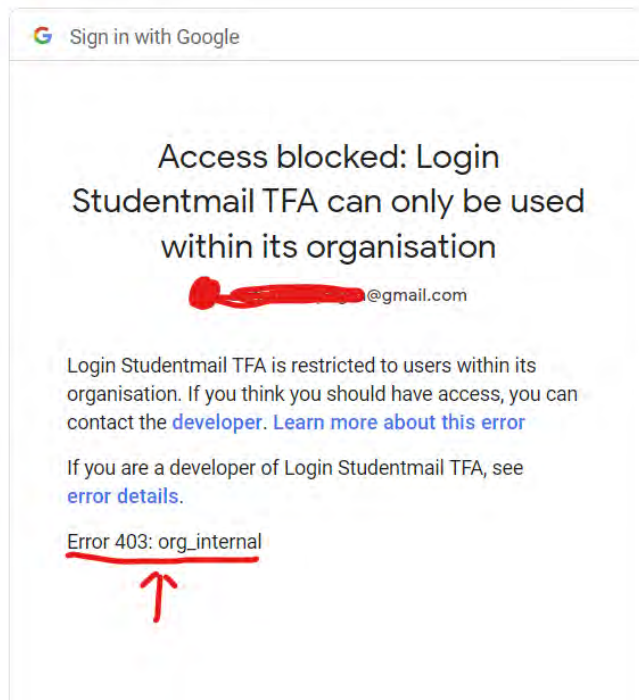 Sign in with Google
Access blocked: Login
Studentmail TFA can only be used
within its organisation
@gmail.com
Login Studentmail TFA is restricted to users within its
organisation. If you think you should have access, you can
contact the developer. Learn more about this error
If you are a developer of Login Studentmail TFA, see
error details.
Error 403: org_internal